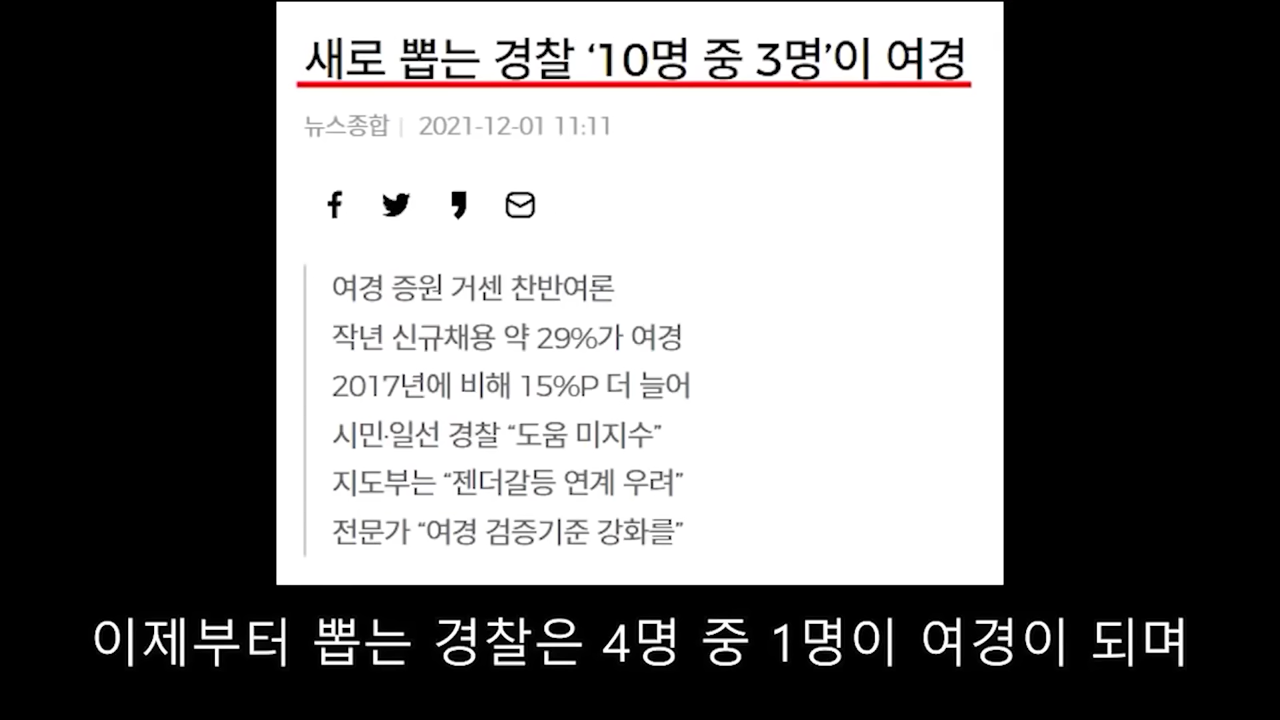 새로 뽑는 경찰 ‘10명 중 3명’이 여경
뉴스종합 | 2021-12-01 11:11
여경 증원 거센 찬반여론
작년 신규채용 약 29%가 여경
2017년에 비해 15%P 더 늘어
시민·일선 경찰 “도움 미지수”
지도부는 “젠더갈등 연계 우려”
전문가 “여경 검증기준 강화를”
이제부터 뽑는 경찰은 4명 중 1명이 여경이 되며